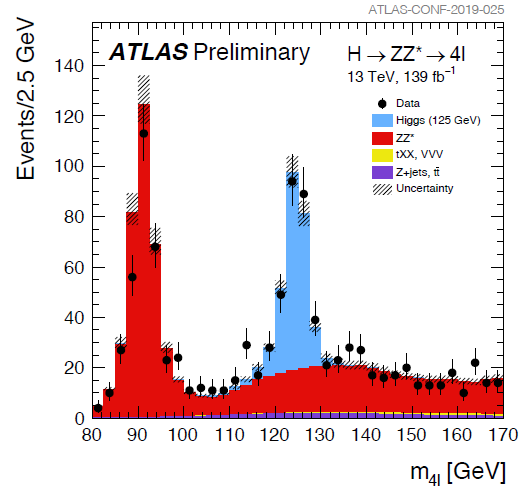 ATLAS-CONF-2019-025
ATLAS Preliminary
H → ZZ* → 4l
13 TeV, 139 fb⁻¹
Data
Higgs (125 GeV)
ZZ*
tXX, VVV
Z+jets, tt̄
Uncertainty
Events/2.5 GeV
140
120
100
80
60
40
20
0
80 90 100 110 120 130 140 150 160 170
m4l [GeV]